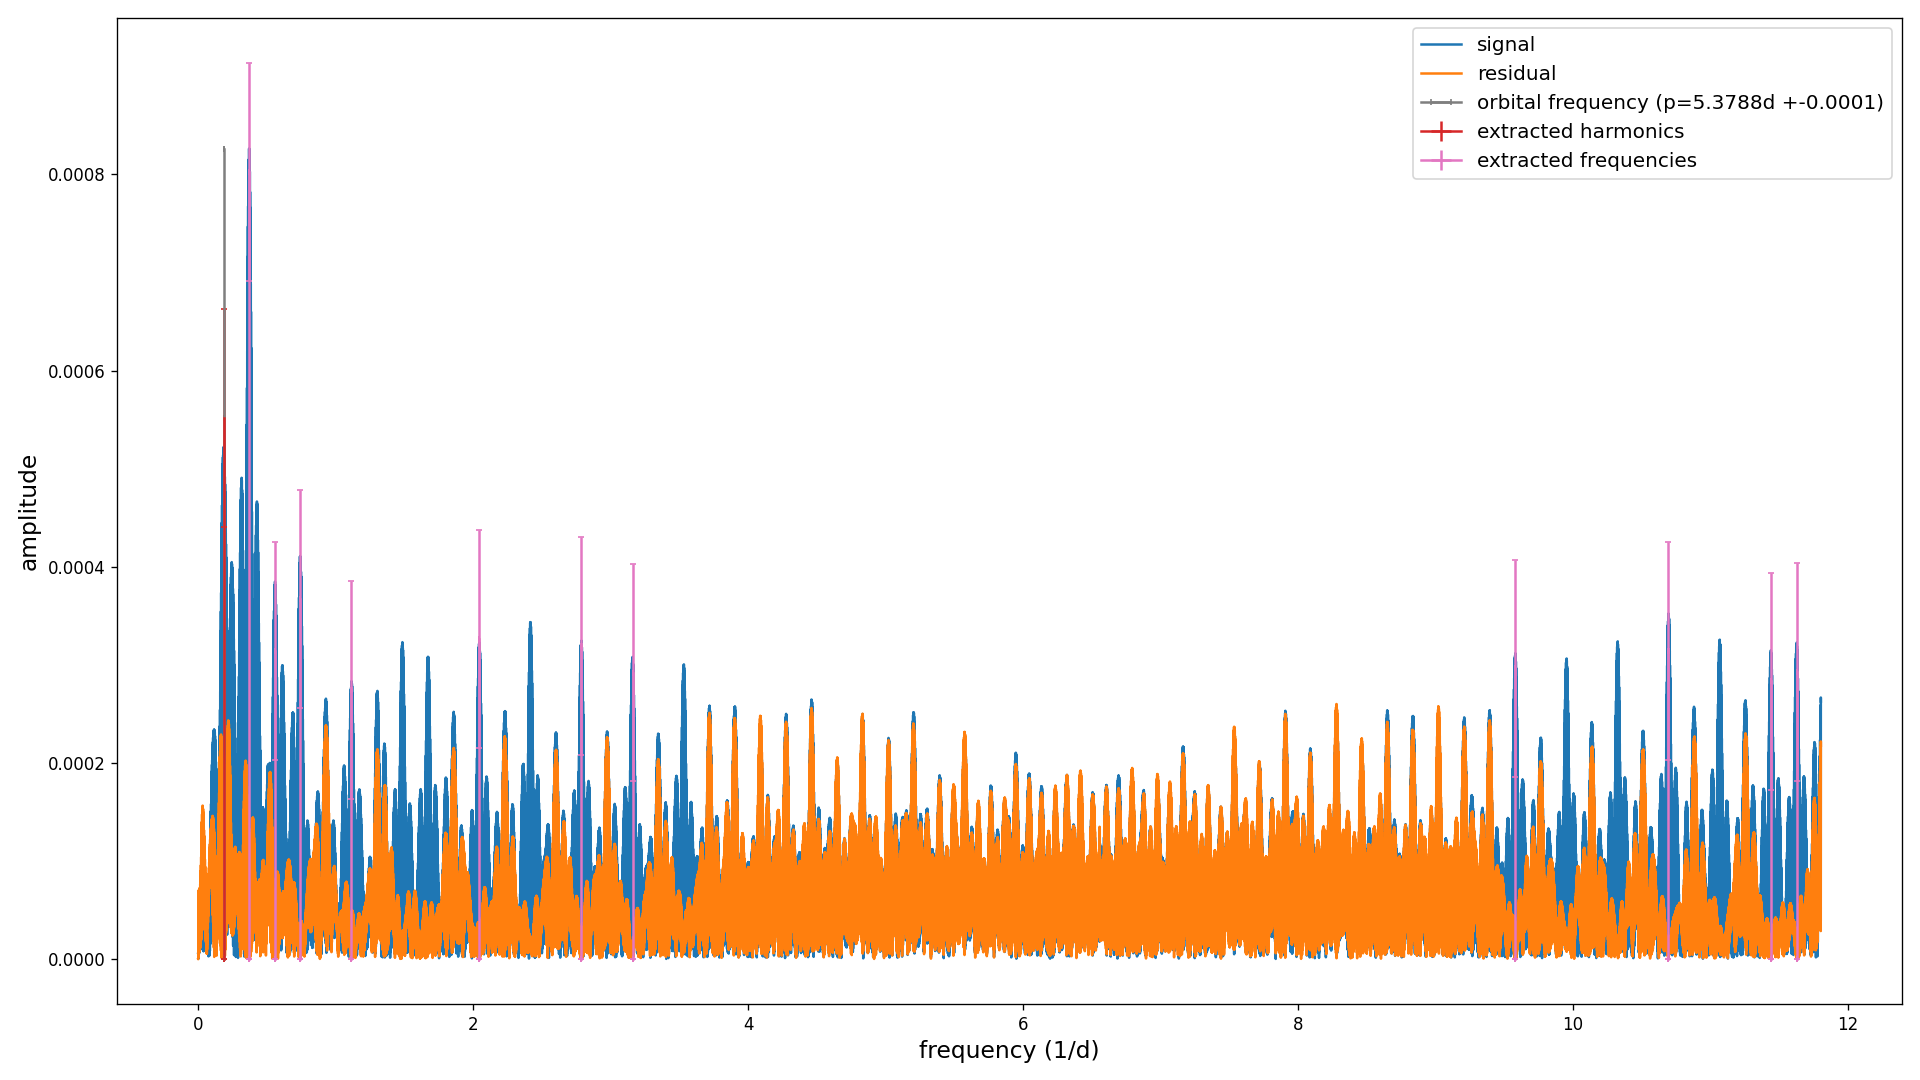 signal
residual
orbital frequency (p=5.3788d +-0.0001)
extracted harmonics
extracted frequencies
amplitude
0.0008
0.0006
0.0004
0.0002
0.0000
0 2 4 6 8 10 12
frequency (1/d)